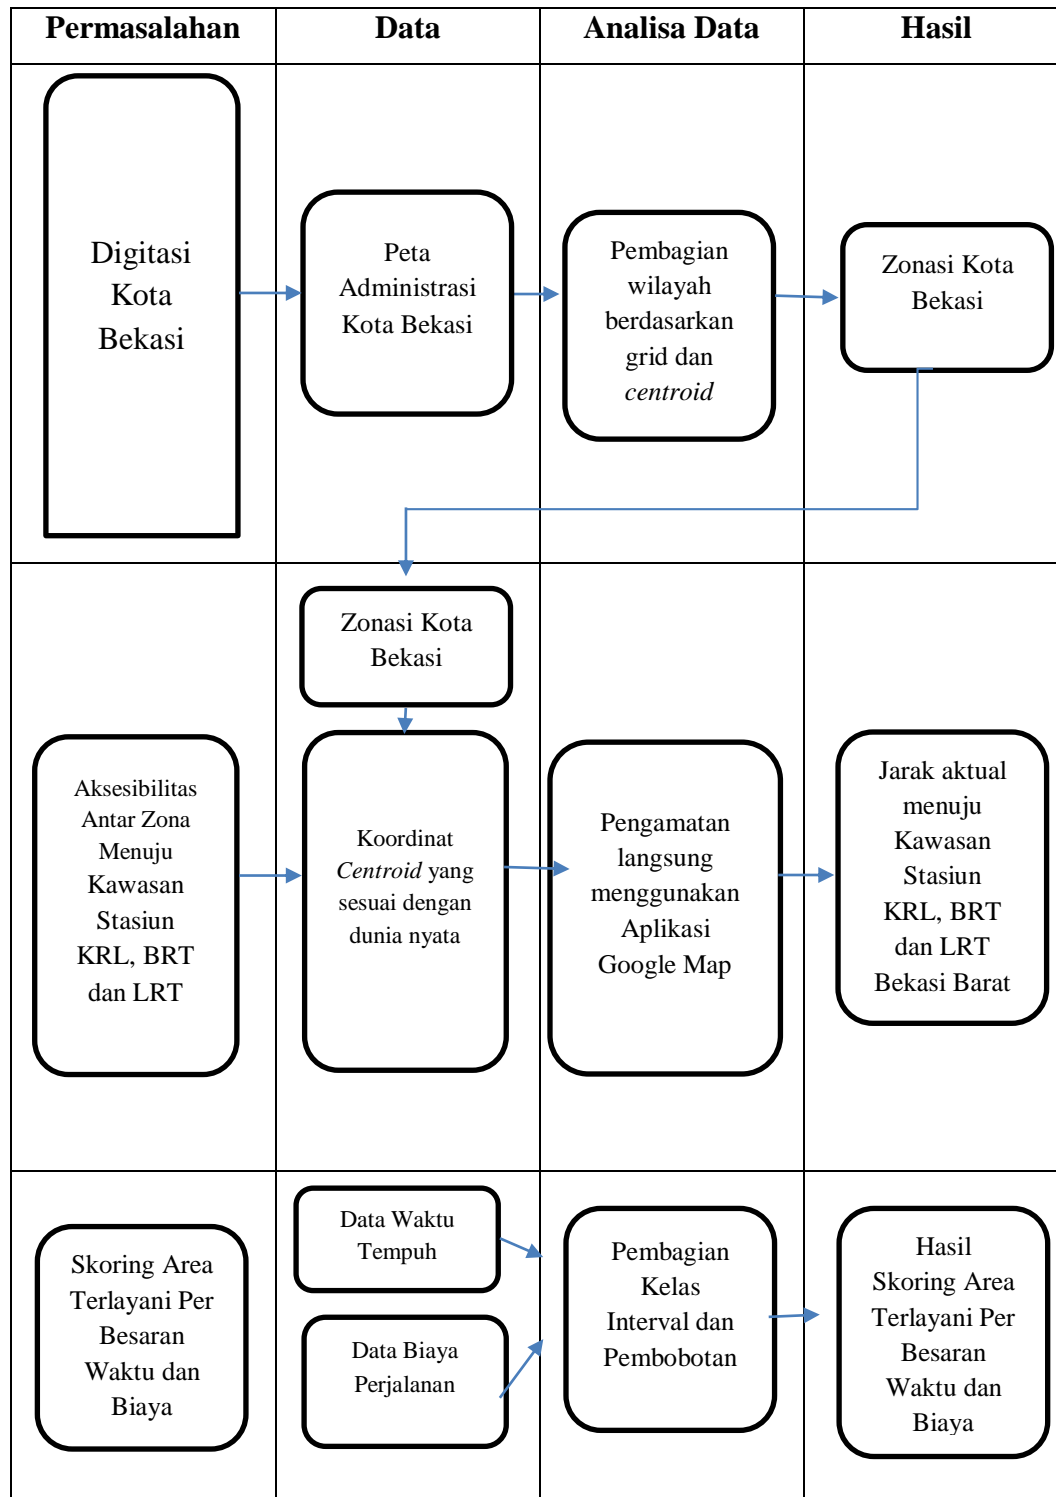 Permasalahan
Data
Analisa Data
Hasil
Digitasi
Kota
Bekasi
Peta
Administrasi
Kota Bekasi
Pembagian
wilayah
berdasarkan
grid dan
centroid
Zonasi Kota
Bekasi
Zonasi Kota
Bekasi
Aksesibilitas
Antar Zona
Menuju
Kawasan
Stasiun
KRL, BRT
dan LRT
Koordinat
Centroid yang
sesuai dengan
dunia nyata
Pengamatan
langsung
menggunakan
Aplikasi
Google Map
Jarak aktual
menuju
Kawasan
Stasiun
KRL, BRT
dan LRT
Bekasi Barat
Skoring Area
Terlayani Per
Besaran
Waktu dan
Biaya
Data Waktu
Tempuh
Data Biaya
Perjalanan
Pembagian
Kelas
Interval dan
Pembobotan
Hasil
Skoring Area
Terlayani Per
Besaran
Waktu dan
Biaya